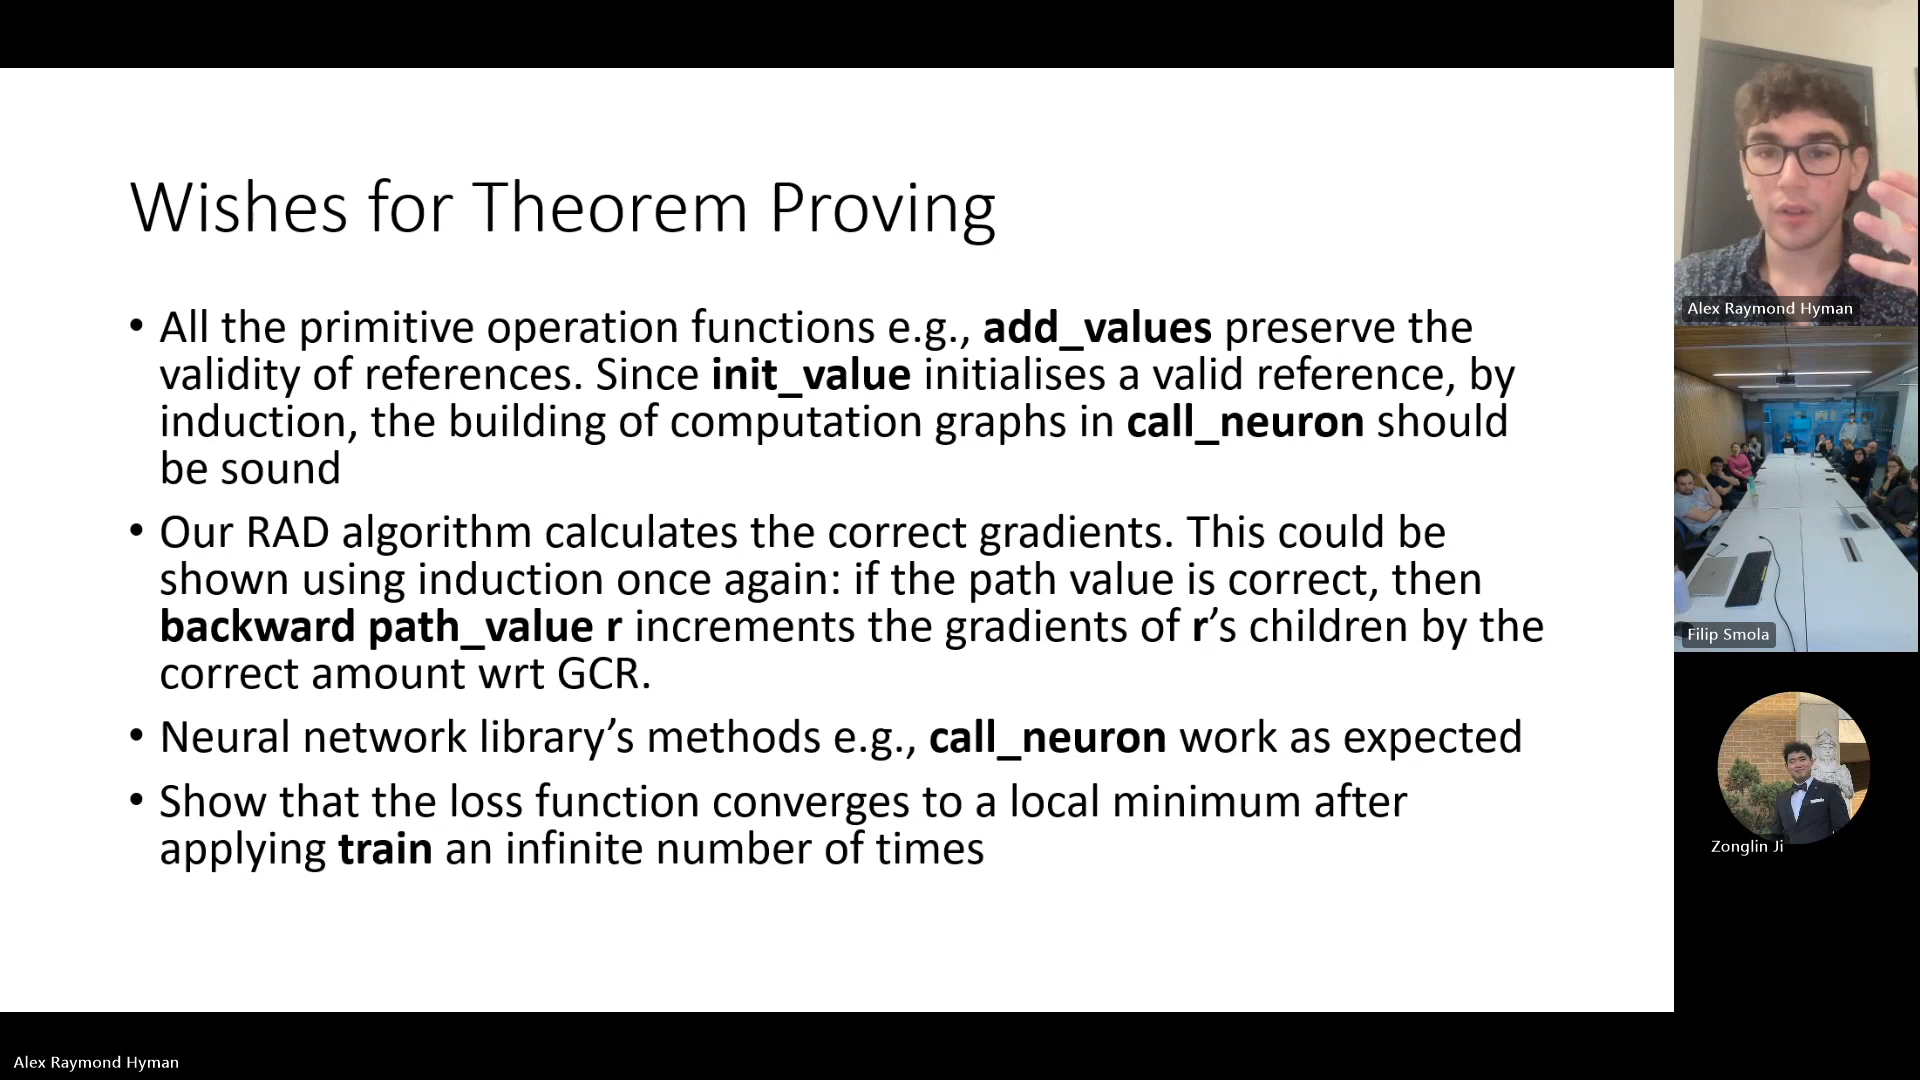 Wishes for Theorem Proving
• All the primitive operation functions e.g., add_values preserve the
validity of references. Since init_value initialises a valid reference, by
induction, the building of computation graphs in call_neuron should
be sound
• Our RAD algorithm calculates the correct gradients. This could be
shown using induction once again: if the path value is correct, then
backward path_value r increments the gradients of r’s children by the
correct amount wrt GCR.
• Neural network library’s methods e.g., call_neuron work as expected
• Show that the loss function converges to a local minimum after
applying train an infinite number of times
Alex Raymond Hyman
Filip Smola
Zonglin Ji
Alex Raymond Hyman